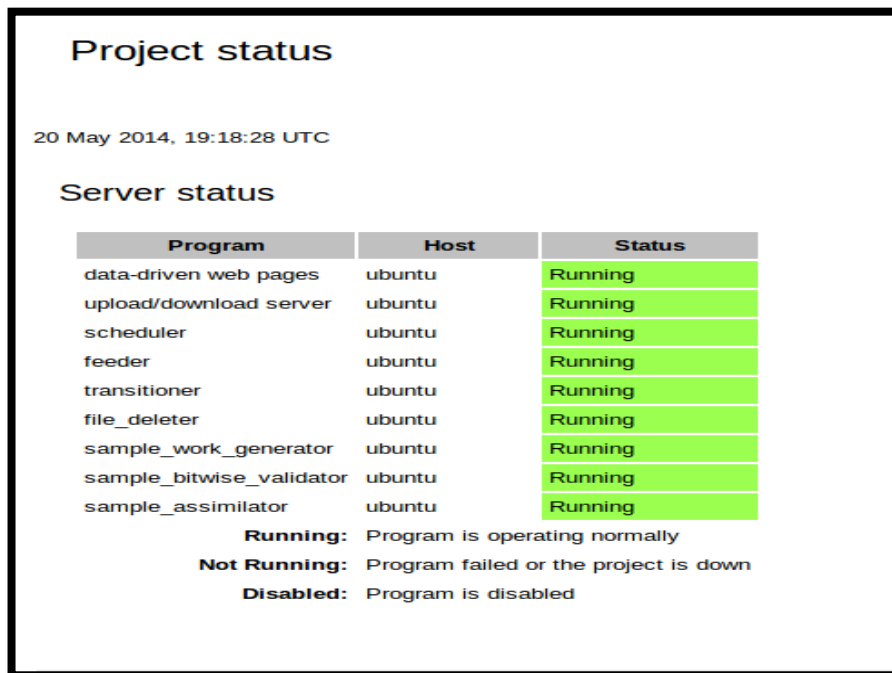 Project status
20 May 2014, 19:18:28 UTC
Server status
Program Host Status
data-driven web pages ubuntu Running
upload/download server ubuntu Running
scheduler ubuntu Running
feeder ubuntu Running
transitioner ubuntu Running
file_deleter ubuntu Running
sample_work_generator ubuntu Running
sample_bitwise_validator ubuntu Running
sample_assimilator ubuntu Running
Running: Program is operating normally
Not Running: Program failed or the project is down
Disabled: Program is disabled